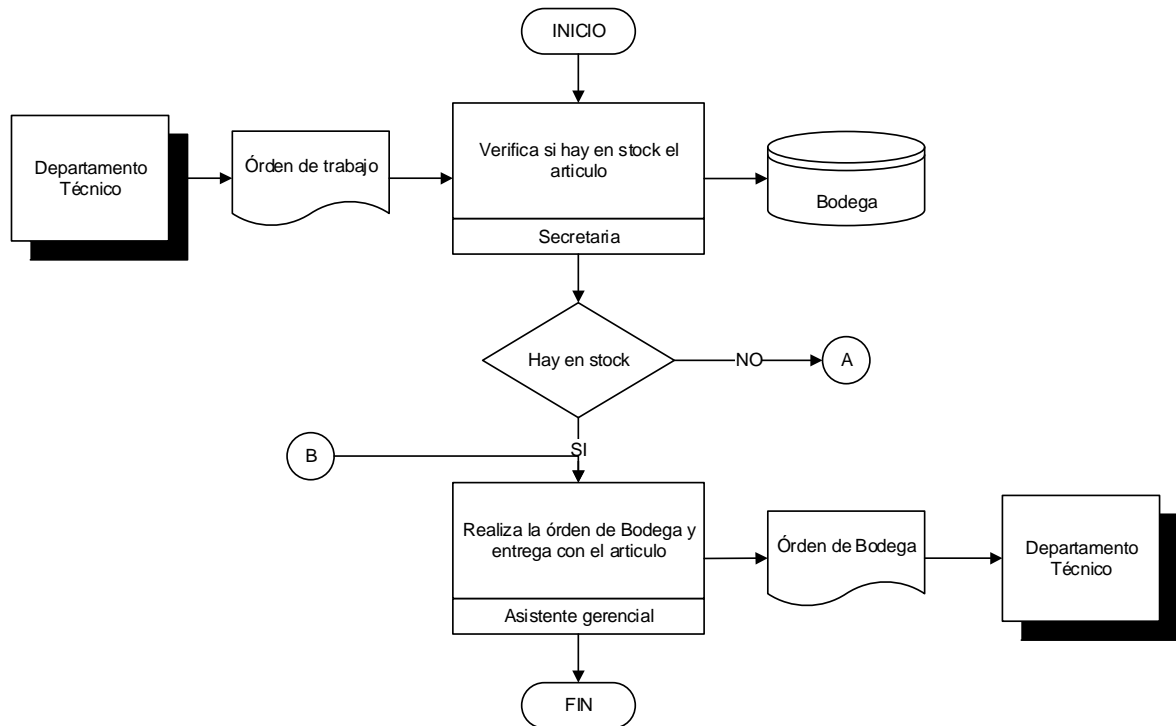 INICIO
Departamento
Técnico
Órden de trabajo
Verifica si hay en stock el
articulo
Secretaria
Bodega
Hay en stock
NO
A
SI
B
Realiza la órden de Bodega y
entrega con el articulo
Asistente gerencial
Órden de Bodega
Departamento
Técnico
FIN